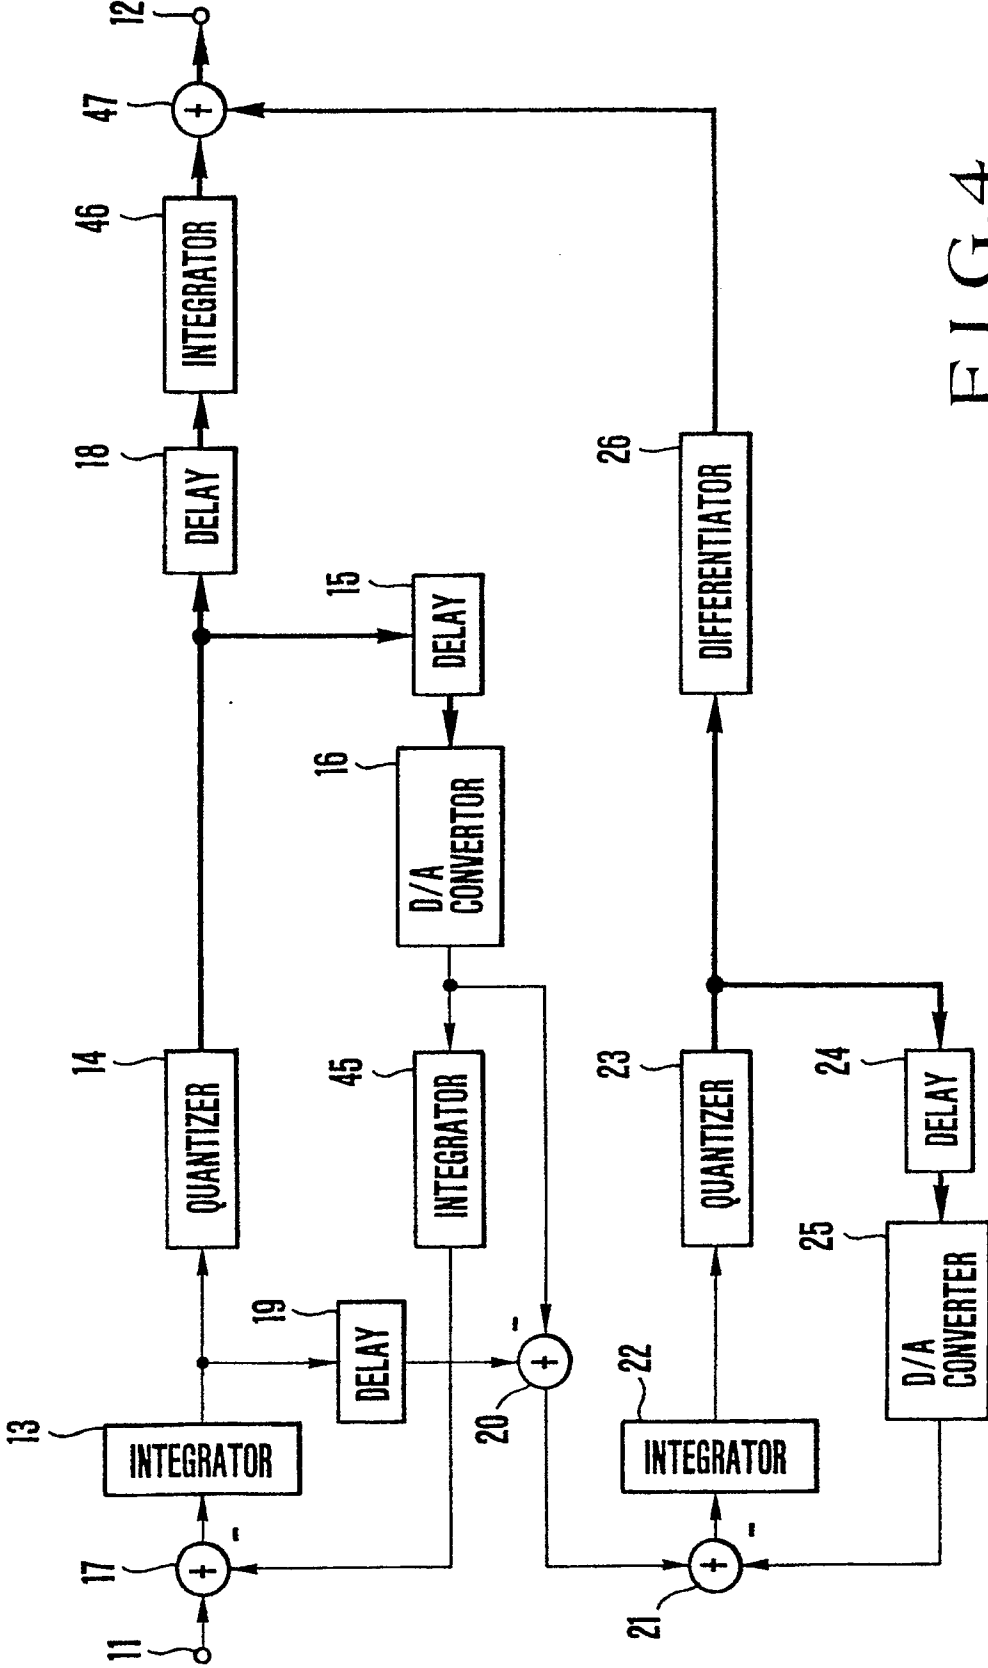 11
17
-
+
INTEGRATOR
13
QUANTIZER
14
DELAY
18
INTEGRATOR
46
+
47
12
DELAY
19
INTEGRATOR
45
D/A
CONVERTOR
16
DELAY
15
-
+
20
21
+
-
INTEGRATOR
22
QUANTIZER
23
DIFFERENTIATOR
26
D/A
CONVERTER
25
DELAY
24
FIG.4